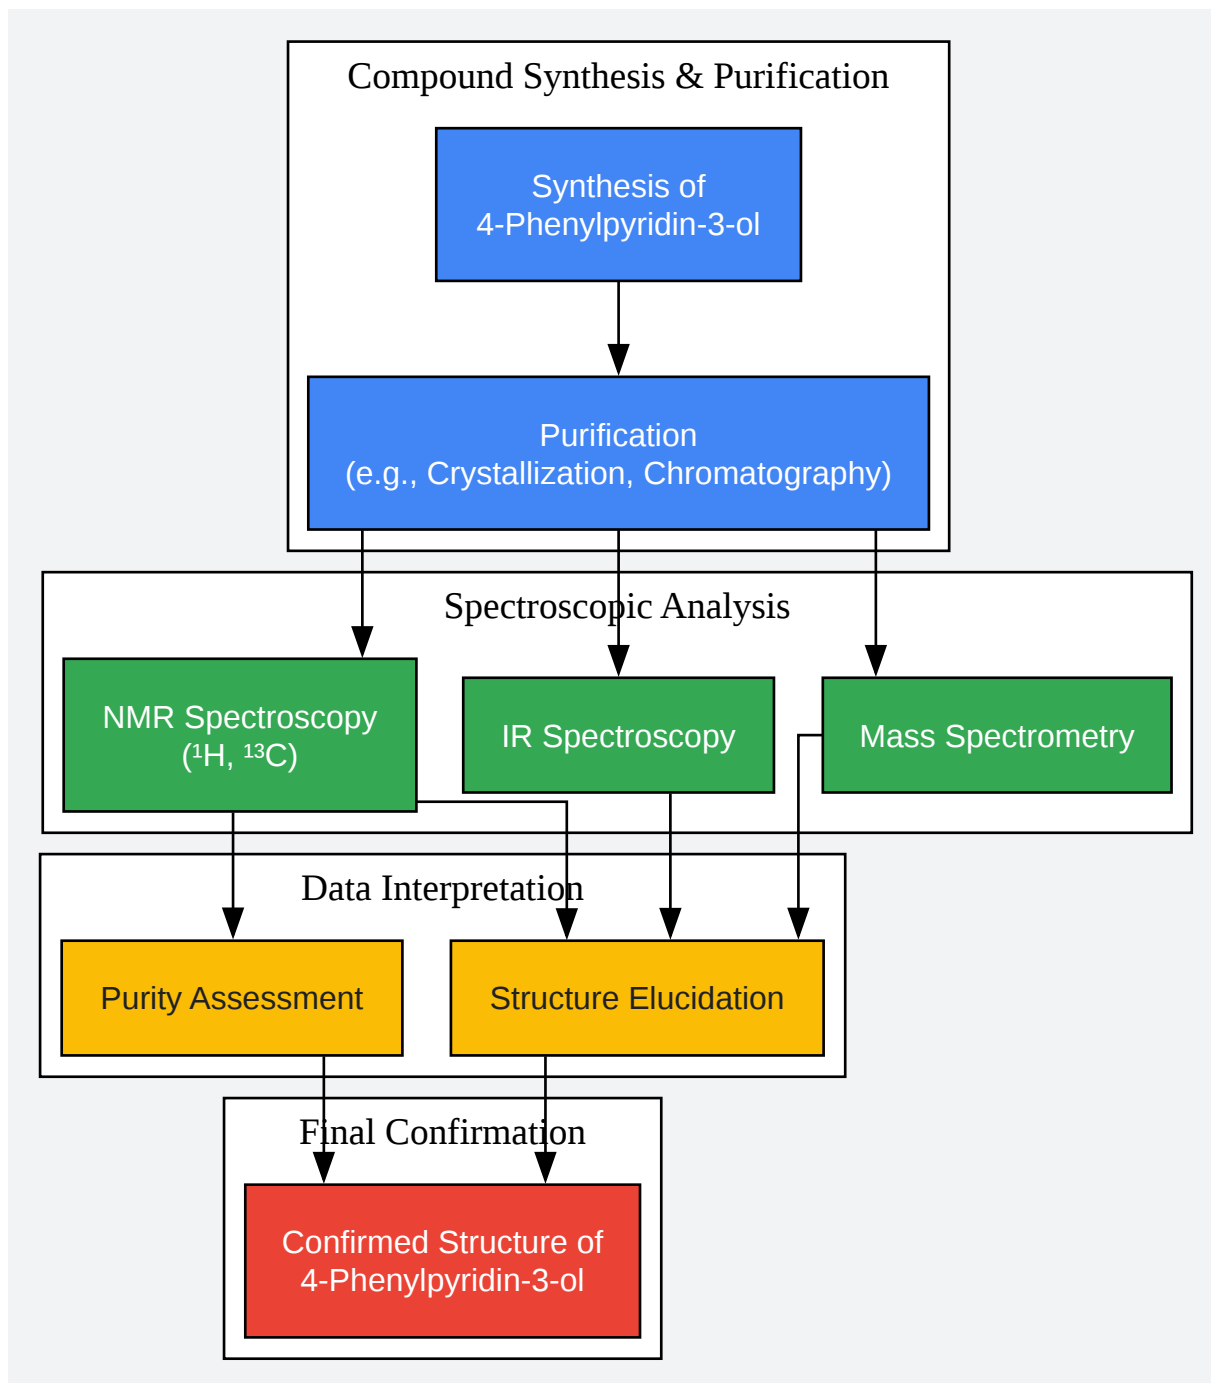 Compound Synthesis & Purification
Synthesis of
4-Phenylpyridin-3-ol
Purification
(e.g., Crystallization, Chromatography)
Spectroscopic Analysis
NMR Spectroscopy
(¹H, ¹³C)
IR Spectroscopy
Mass Spectrometry
Data Interpretation
Purity Assessment
Structure Elucidation
Final Confirmation
Confirmed Structure of
4-Phenylpyridin-3-ol